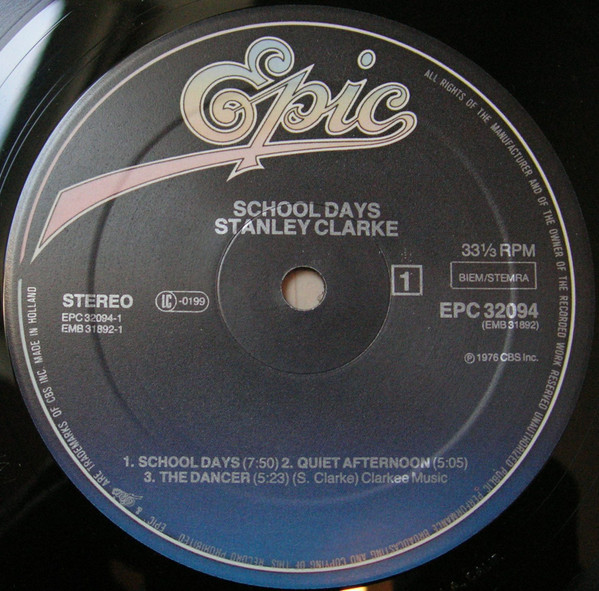 Epic
SCHOOL DAYS
STANLEY CLARKE
33⅓ RPM
BIEM/STEMRA
1
STEREO
LC-0199
EPC 32094-1
EMB 31892-1
EPC 32094
(EMB 31892)
℗ 1976 CBS Inc.
1. SCHOOL DAYS (7:50) 2. QUIET AFTERNOON (5:05)
3. THE DANCER (5:23) (S. Clarke) Clarkee Music
ALL RIGHTS OF THE MANUFACTURER AND OF THE OWNER OF THE RECORDED WORK RESERVED UNAUTHORIZED PUBLIC PERFORMANCE, BROADCASTING AND COPYING OF THIS RECORD PROHIBITED
EPIC & Epic ARE TRADEMARKS OF CBS INC. MADE IN HOLLAND